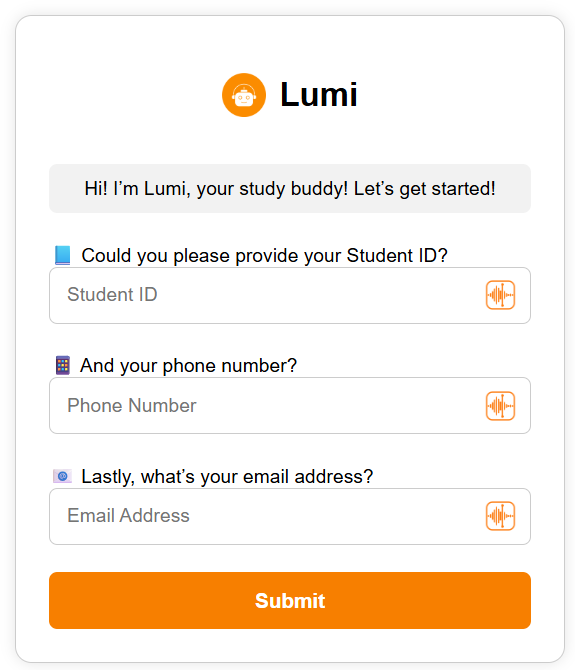 Lumi
Hi! I’m Lumi, your study buddy! Let’s get started!
Could you please provide your Student ID?
Student ID
And your phone number?
Phone Number
Lastly, what’s your email address?
Email Address
Submit